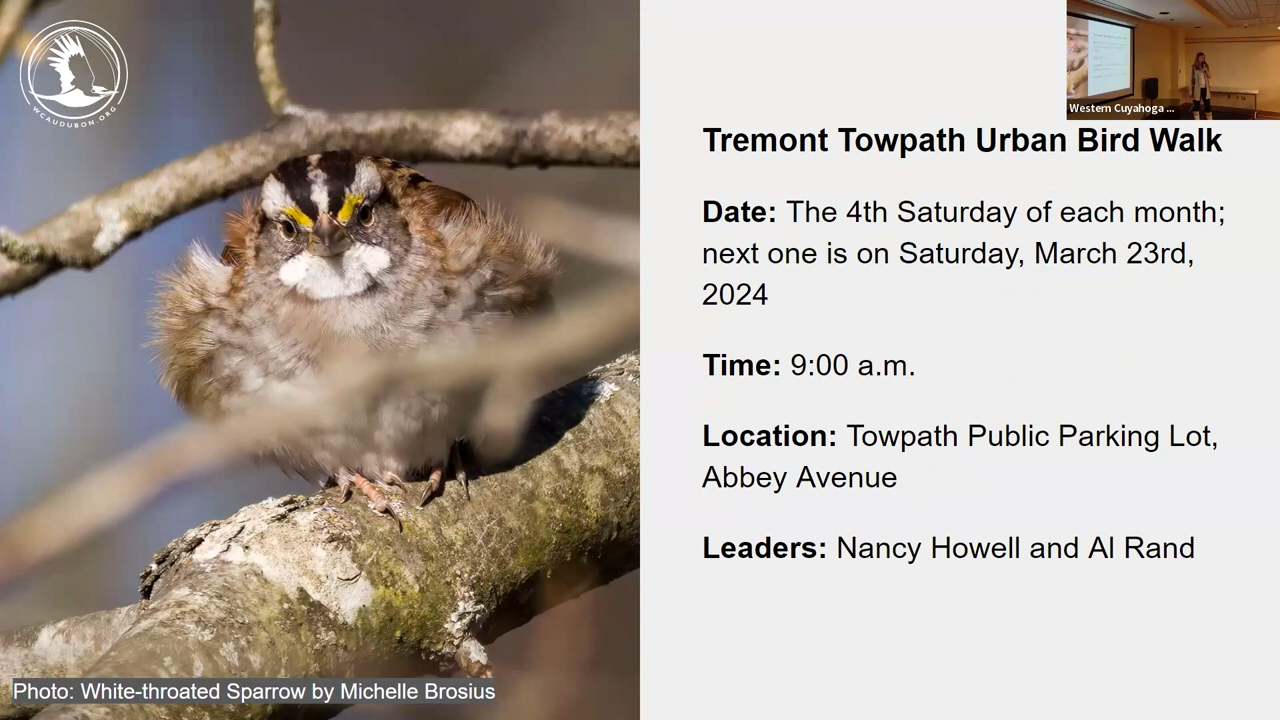 WCAUDUBON.ORG
Western Cuyahoga ...
Tremont Towpath Urban Bird Walk
Date: The 4th Saturday of each month;
next one is on Saturday, March 23rd,
2024
Time: 9:00 a.m.
Location: Towpath Public Parking Lot,
Abbey Avenue
Leaders: Nancy Howell and Al Rand
Photo: White-throated Sparrow by Michelle Brosius